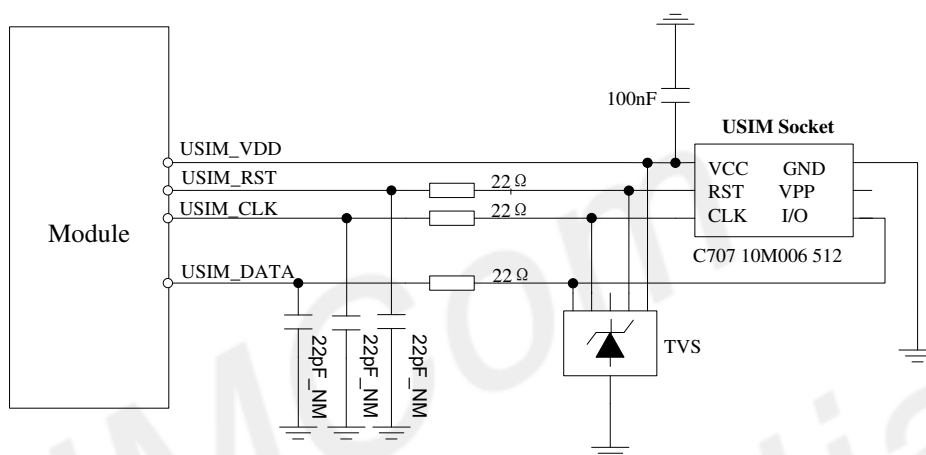 100nF
USIM Socket
USIM_VDD
VCC GND
USIM_RST
22Ω
RST VPP
USIM_CLK
22Ω
CLK I/O
Module
C707 10M006 512
USIM_DATA
22Ω
22pF_NM
22pF_NM
22pF_NM
TVS